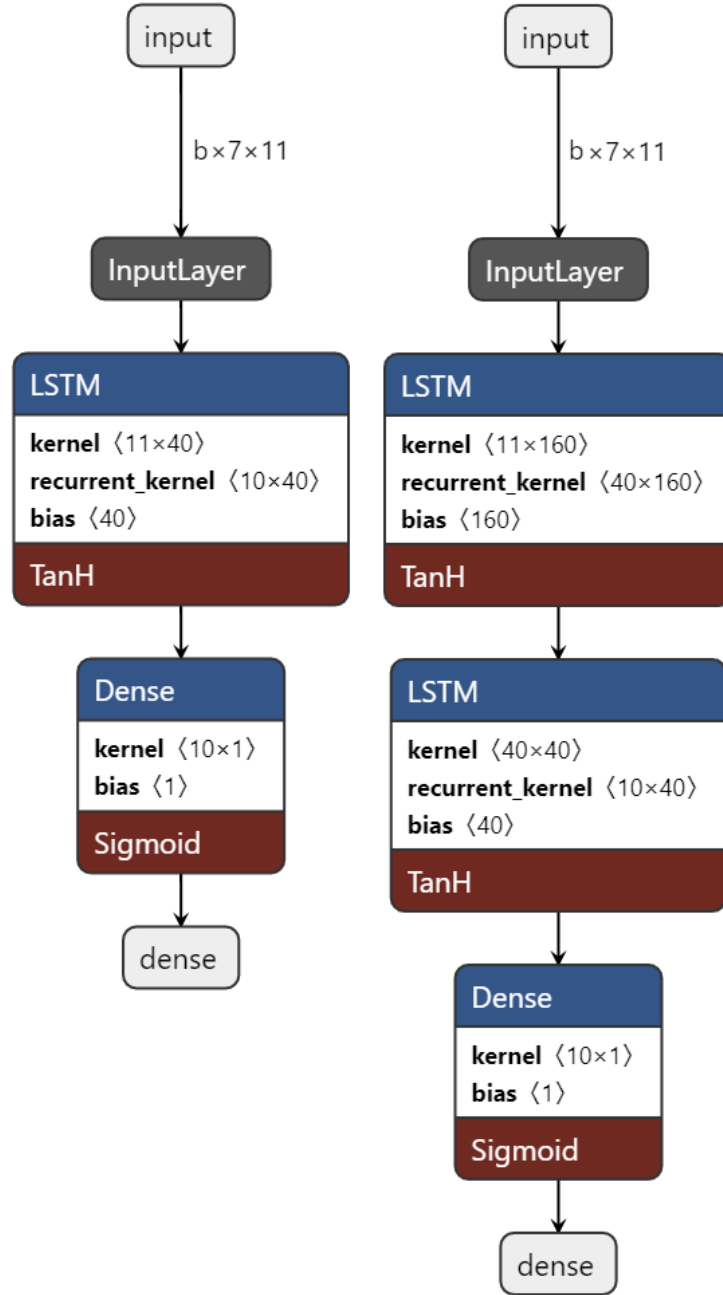 input
b×7×11
InputLayer
LSTM
kernel 〈11×40〉
recurrent_kernel 〈10×40〉
bias 〈40〉
TanH
Dense
kernel 〈10×1〉
bias 〈1〉
Sigmoid
dense
input
b×7×11
InputLayer
LSTM
kernel 〈11×160〉
recurrent_kernel 〈40×160〉
bias 〈160〉
TanH
LSTM
kernel 〈40×40〉
recurrent_kernel 〈10×40〉
bias 〈40〉
TanH
Dense
kernel 〈10×1〉
bias 〈1〉
Sigmoid
dense